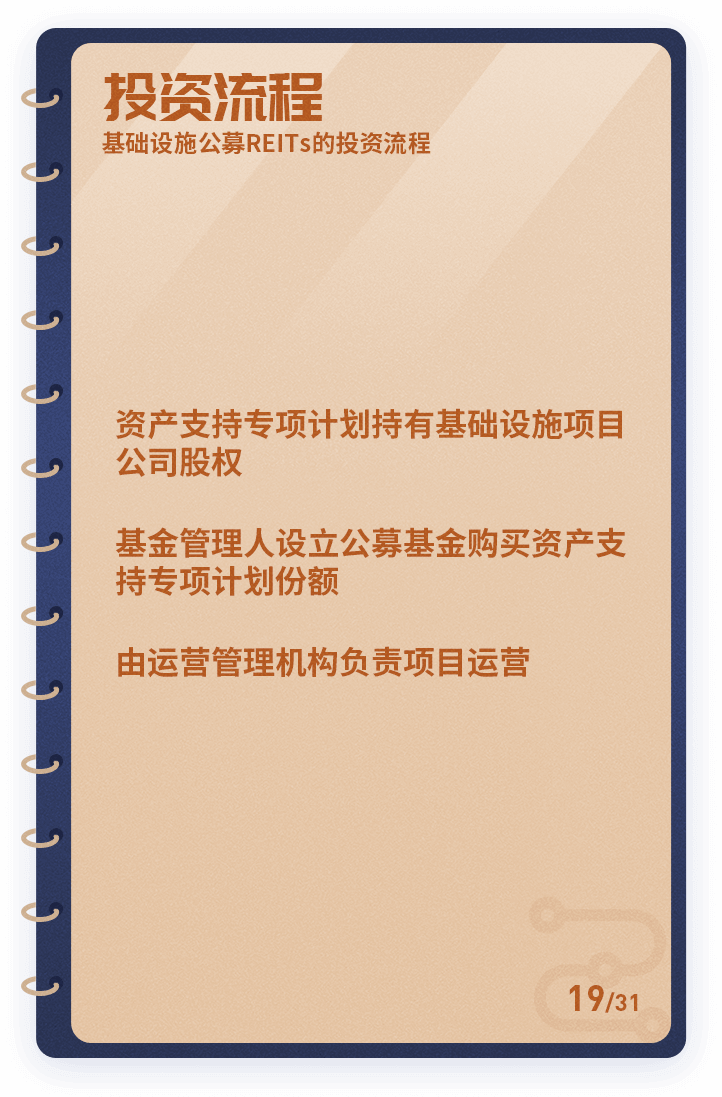 投资流程
基础设施公募REITs的投资流程
资产支持专项计划持有基础设施项目
公司股权
基金管理人设立公募基金购买资产支
持专项计划份额
由运营管理机构负责项目运营
19/31